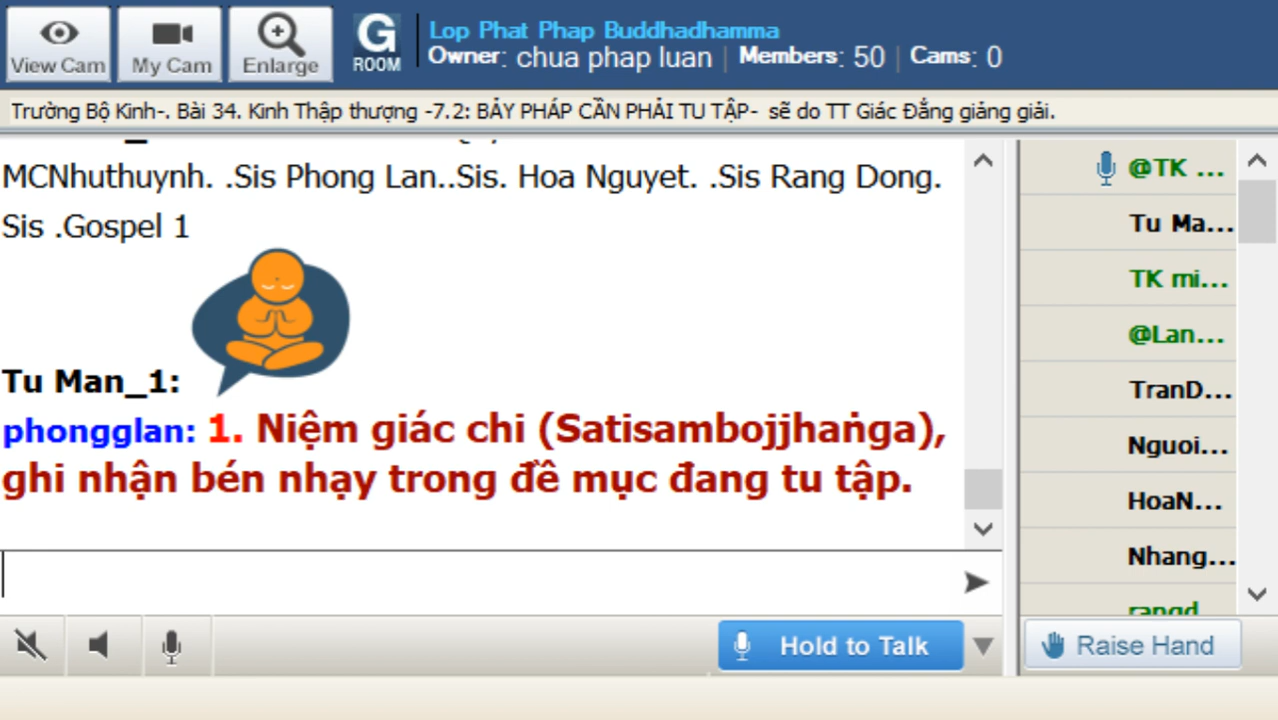 View Cam
My Cam
Enlarge
G
ROOM
Lop Phat Phap Buddhadhamma
Owner: chua phap luan | Members: 50 | Cams: 0
Trường Bộ Kinh-. Bài 34. Kinh Thập thượng -7.2: BẢY PHÁP CẦN PHẢI TU TẬP- sẽ do TT Giác Đẳng giảng giải.
MCNhuthuynh. .Sis Phong Lan..Sis. Hoa Nguyet. .Sis Rang Dong.
Sis .Gospel 1
Tu Man_1:
phongglan: 1. Niệm giác chi (Satisambojjhaṅga),
ghi nhận bén nhạy trong đề mục đang tu tập.
@TK ...
Tu Ma...
TK mi...
@Lan...
TranD...
Nguoi...
HoaN...
Nhang...
rangd
Hold to Talk
Raise Hand